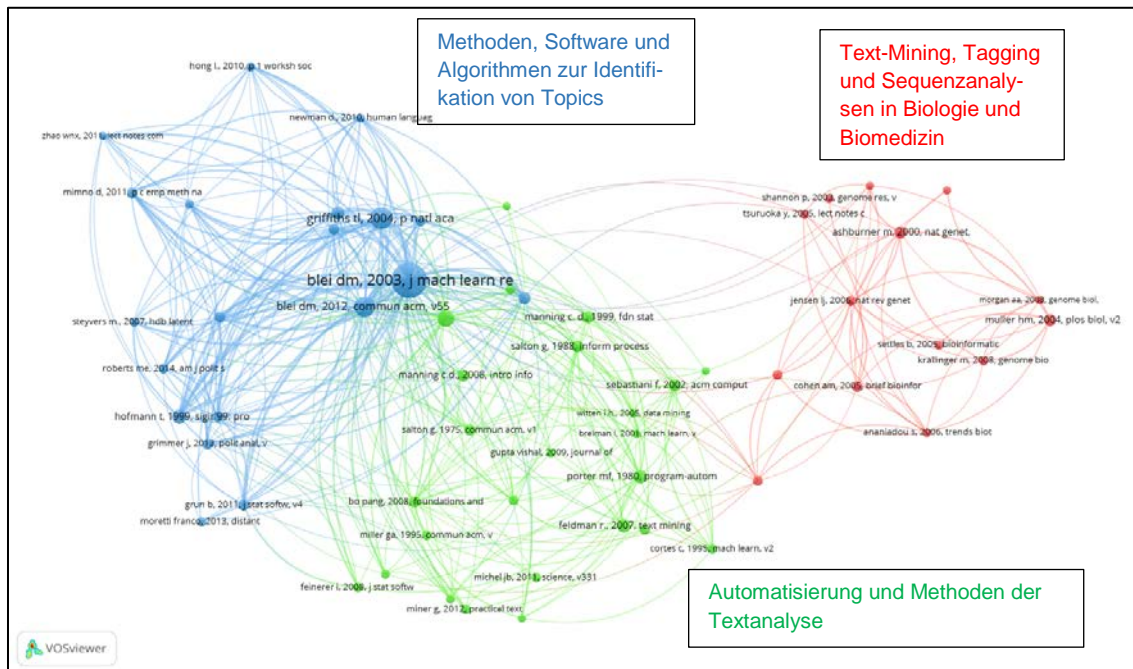 Methoden, Software und
Algorithmen zur Identifi-
kation von Topics
Text-Mining, Tagging
und Sequenzanaly-
sen in Biologie und
Biomedizin
hong l., 2010, p 1 worksh soc
newman d., 2010, human languag
zhao wnx, 2011, lect notes com
mimno d, 2011, p c emp meth na
griffiths tl, 2004, p natl aca
blei dm, 2003, j mach learn re
blei dm, 2012, commun acm, v55
steyvers m., 2007, hdb latent
roberts me, 2014, am j polit s
hofmann t, 1999, sigir 99: pro
grimmer j, 2013, polit anal, v
grun b, 2011, j stat softw, v4
moretti franco, 2013, distant
manning c. d., 1999, fdn stat
salton g, 1988, inform process
manning c d., 2008, intro info
sebastiani f, 2002, acm comput
witten i.h., 2005, data mining
salton g, 1975, commun acm, v1
breiman l, 2001, mach learn, v
gupta vishal, 2009, journal of
porter mf, 1980, program-autom
bo pang, 2008, foundations and
feldman r., 2007, text mining
miller ga, 1995, commun acm, v
cortes c, 1995, mach learn, v2
michel jb, 2011, science, v331
feinerer i, 2008, j stat softw
miner g, 2012, practical text
shannon p, 2003, genome res, v
tsuruoka y, 2005, lect notes c
ashburner m, 2000, nat genet,
jensen lj, 2006, nat rev genet
morgan aa, 2008, genome biol,
muller hm, 2004, plos biol, v2
settles b, 2005, bioinformatic
krallinger m, 2008, genome bio
cohen am, 2005, brief bioinfor
ananiadou s, 2006, trends biot
Automatisierung und Methoden der
Textanalyse
VOSviewer